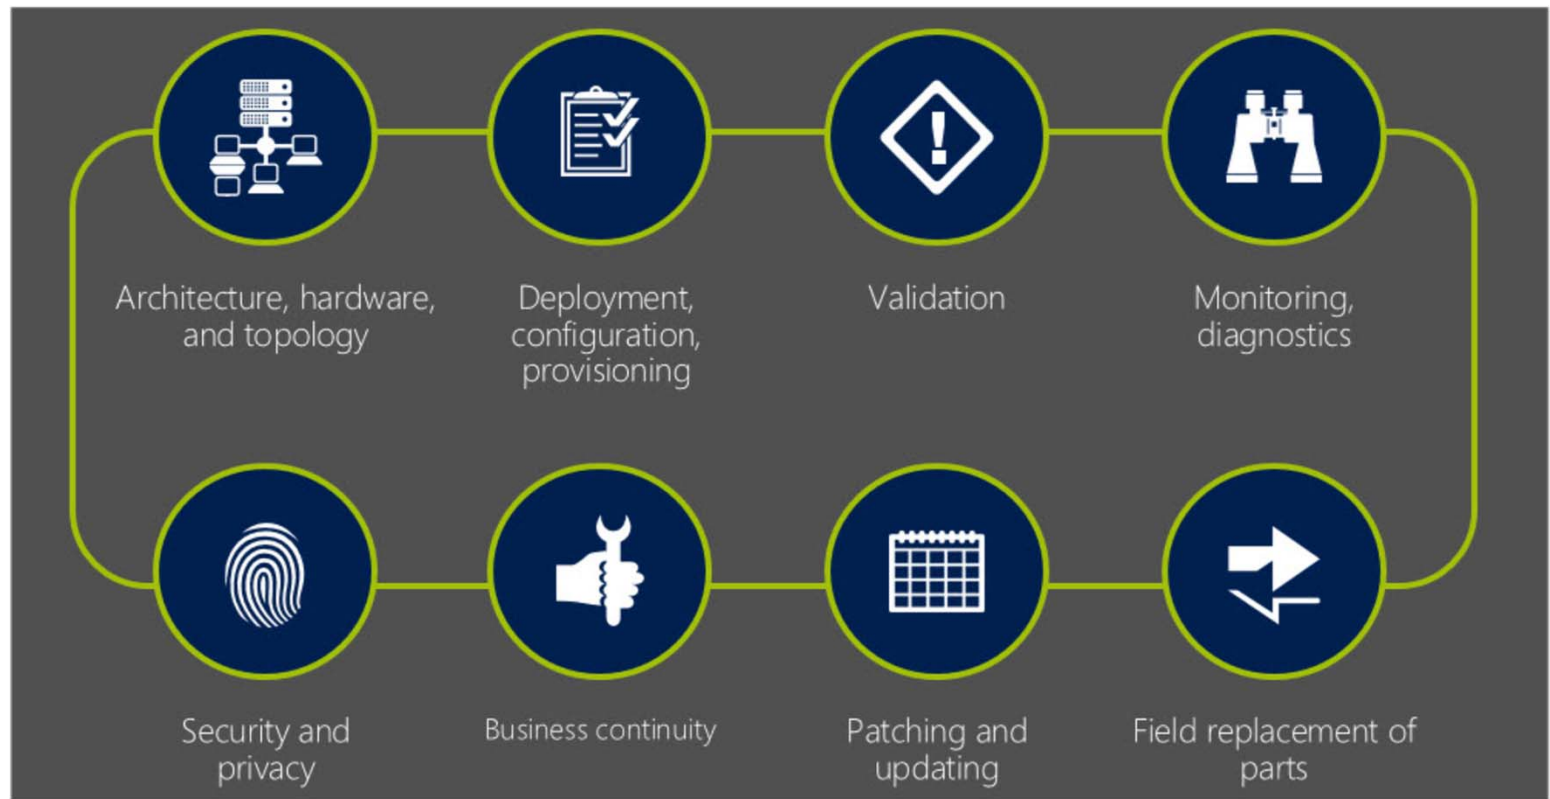 Architecture, hardware,
and topology
Deployment,
configuration,
provisioning
Validation
Monitoring,
diagnostics
Security and
privacy
Business continuity
Patching and
updating
Field replacement of
parts